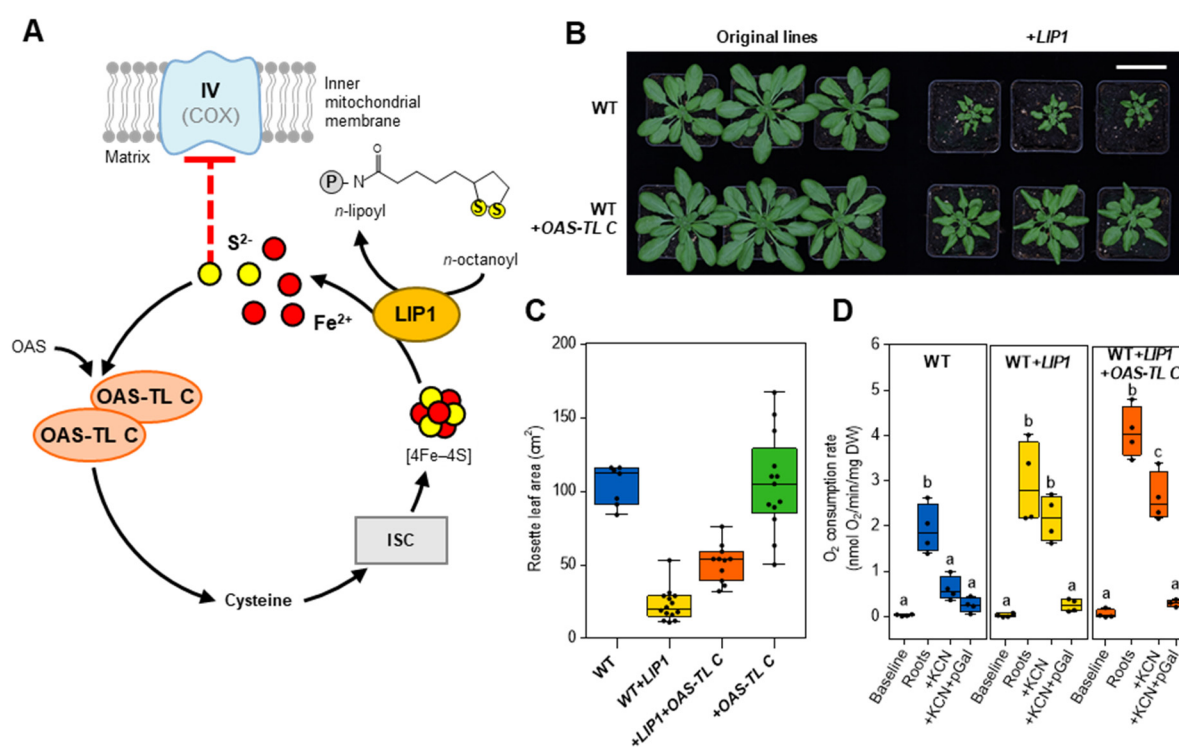 A
IV
(COX)
Inner
mitochondrial
membrane
Matrix
O
P
N
S
S
n-lipoyl
S2-
n-octanoyl
LIP1
Fe2+
OAS
OAS-TL C
OAS-TL C
[4Fe–4S]
ISC
Cysteine
B
Original lines
+LIP1
WT
WT
+OAS-TL C
C
Rosette leaf area (cm2)
200
150
100
50
0
WT
WT+LIP1
+LIP1+OAS-TL C
+OAS-TL C
D
O2 consumption rate
(nmol O2/min/mg DW)
6
5
4
3
2
1
0
WT
a
b
a
a
WT+LIP1
a
b
b
a
WT+LIP1
+OAS-TL C
a
b
c
a
Baseline
Roots
+KCN
+KCN+pGal
Baseline
Roots
+KCN
+KCN+pGal
Baseline
Roots
+KCN
+KCN+pGal